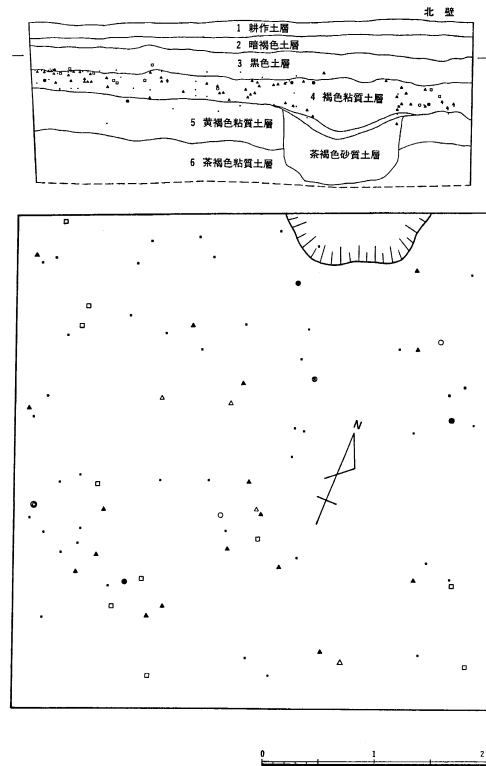 北 壁
1 耕作土層
2 暗褐色土層
3 黒色土層
4 褐色粘質土層
5 黄褐色粘質土層
茶褐色砂質土層
6 茶褐色粘質土層
N
0 1 2